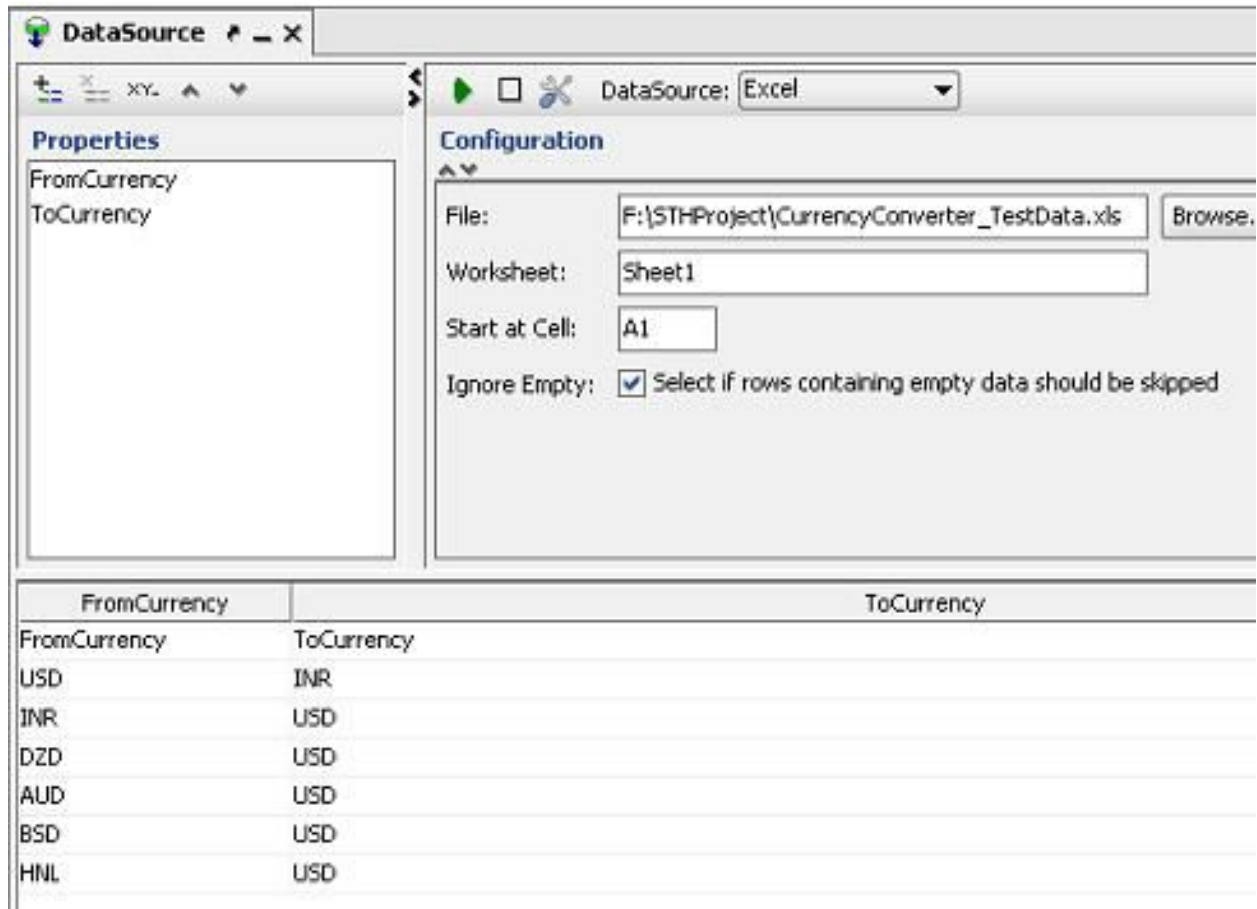 DataSource
XY=
DataSource: Excel
Properties
Configuration
FromCurrency
ToCurrency
File: F:\STHProject\CurrencyConverter_TestData.xls Browse.
Worksheet: Sheet1
Start at Cell: A1
Ignore Empty: Select if rows containing empty data should be skipped
FromCurrency ToCurrency
FromCurrency ToCurrency
USD INR
INR USD
DZD USD
AUD USD
BSD USD
HNL USD